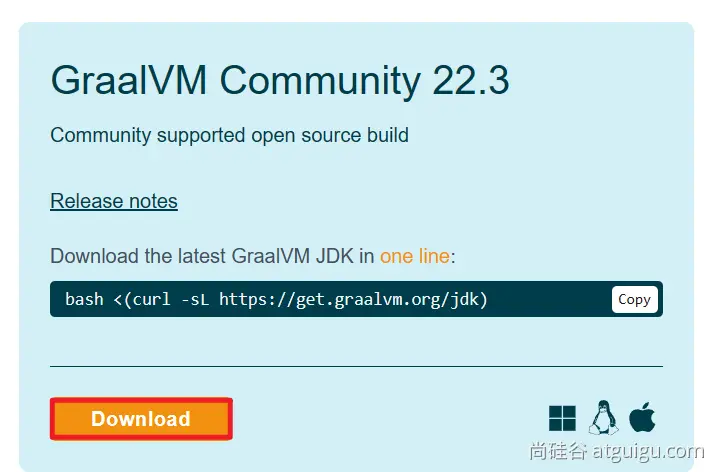 GraalVM Community 22.3
Community supported open source build
Release notes
Download the latest GraalVM JDK in one line:
bash <(curl -sL https://get.graalvm.org/jdk)
Copy
Download
尚硅谷 atguigu.com